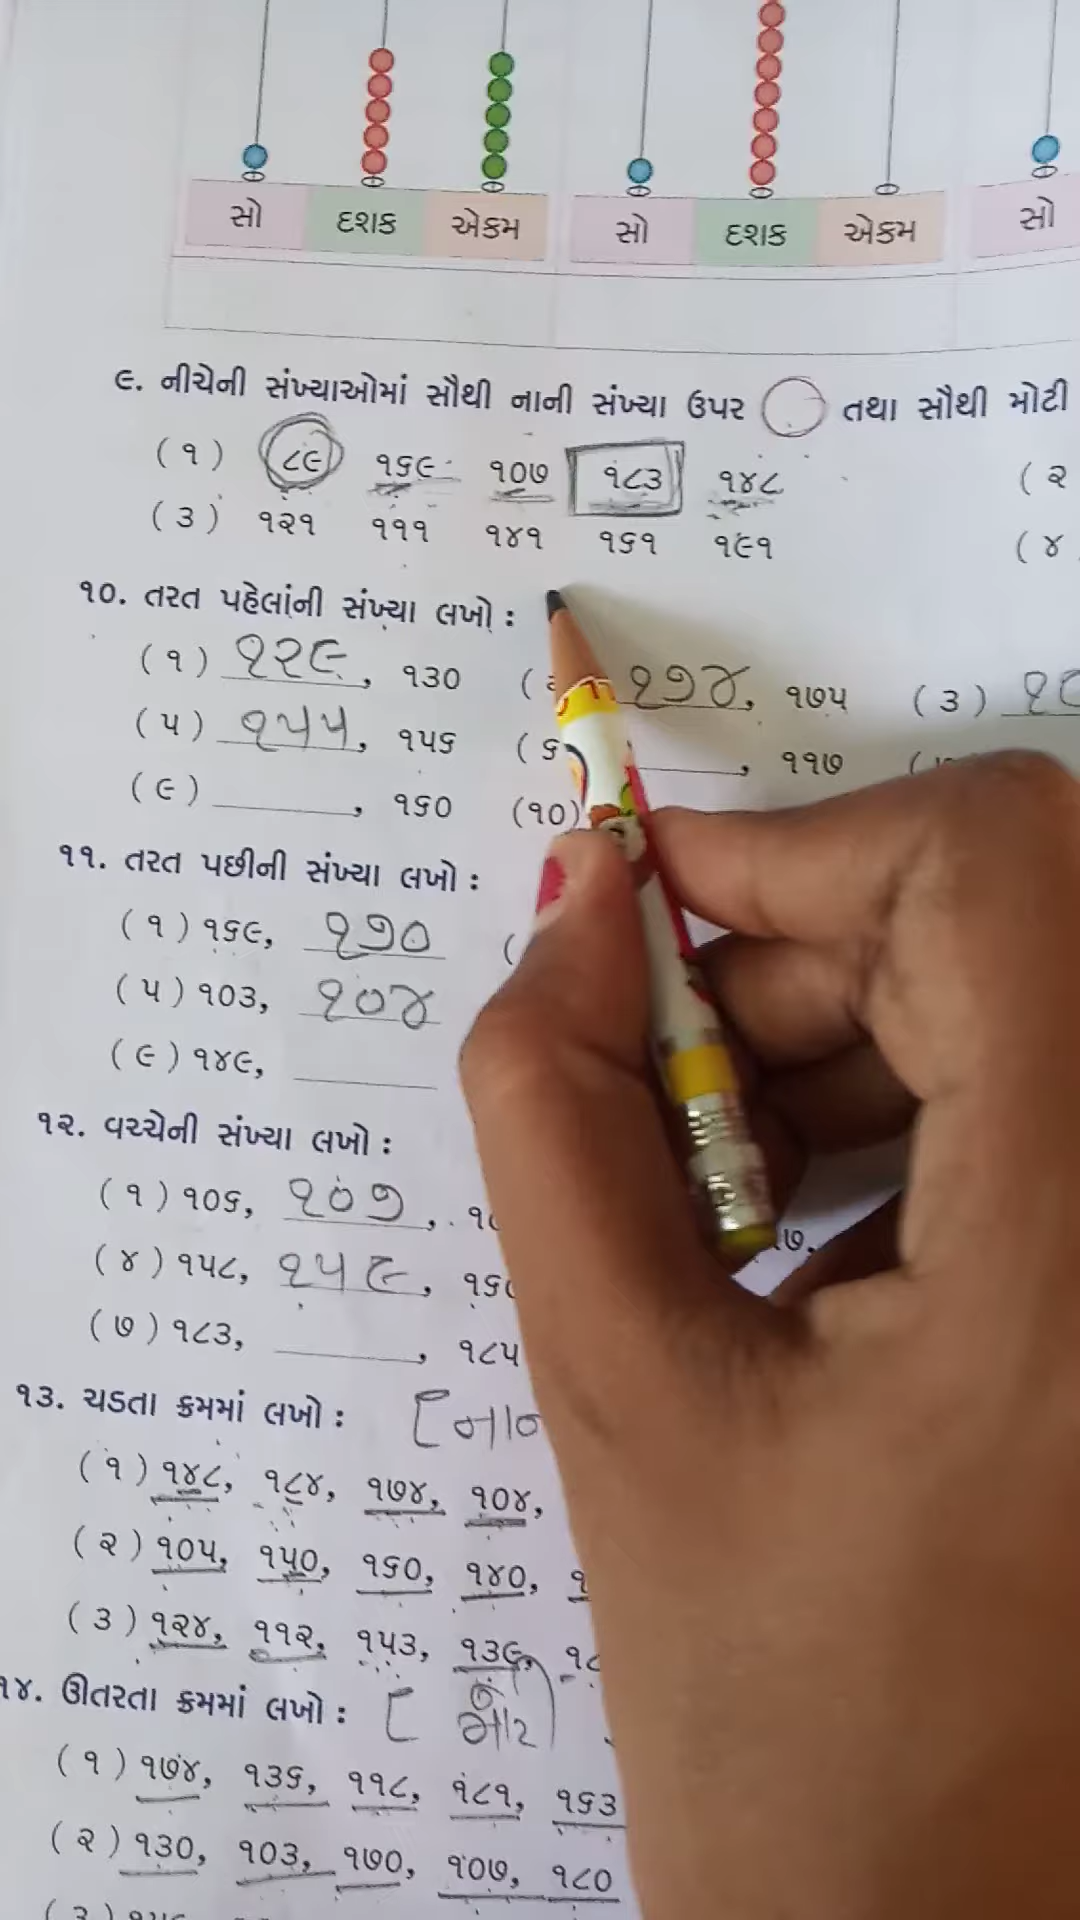 સો દશક એકમ સો દશક એકમ સો
૯. નીચેની સંખ્યાઓમાં સૌથી નાની સંખ્યા ઉપર તથા સૌથી મોટી
(૧) ૮૯ ૧૬૯ ૧૦૭ ૧૮૩ ૧૪૮ (૨
(૩) ૧૨૧ ૧૧૧ ૧૪૧ ૧૬૧ ૧૯૧ (૪
૧૦. તરત પહેલાંની સંખ્યા લખો :
(૧) ૧૨૯, ૧૩૦ ( ૧૭૪, ૧૭૫ (૩)
(૫) ૧૫૫, ૧૫૬ (૬ ____, ૧૧૭
(૯) ____, ૧૬૦ (૧૦)
૧૧. તરત પછીની સંખ્યા લખો :
(૧) ૧૬૯, ૧૭૦ (
(૫) ૧૦૩, ૧૦૪
(૯) ૧૪૯, ____
૧૨. વચ્ચેની સંખ્યા લખો :
(૧) ૧૦૬, ૧૦૭,
(૪) ૧૫૮, ૧૫૯,
(૭) ૧૮૩, ____, ૧૮૫
૧૩. ચડતા ક્રમમાં લખો :
(૧) ૧૪૮, ૧૮૪, ૧૭૪, ૧૦૪,
(૨) ૧૦૫, ૧૫૦, ૧૬૦, ૧૪૦,
(૩) ૧૨૪, ૧૧૨, ૧૫૩, ૧૩૯,
૧૪. ઊતરતા ક્રમમાં લખો :
(૧) ૧૭૪, ૧૩૬, ૧૧૮, ૧૮૧, ૧૬૩
(૨) ૧૩૦, ૧૦૩, ૧૭૦, ૧૦૭, ૧૮૦